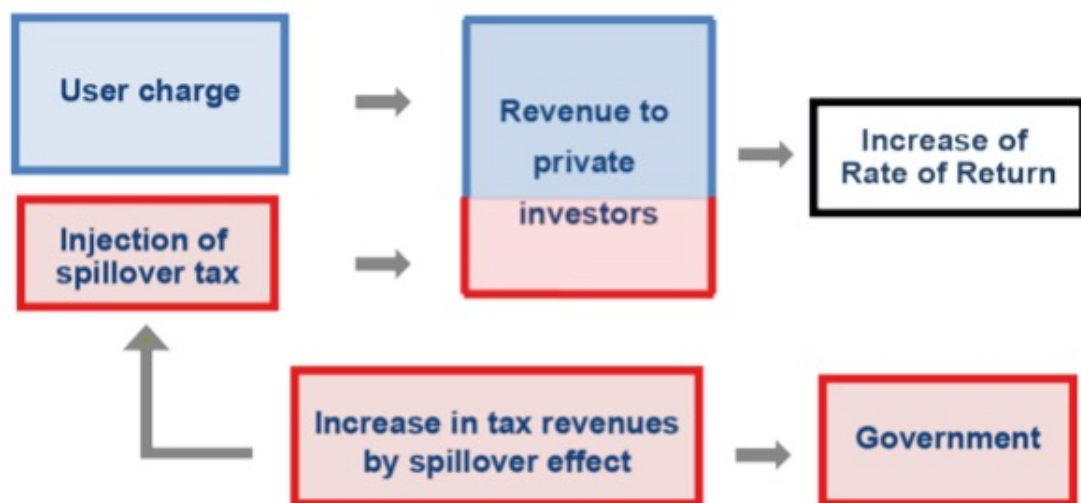 User charge
Revenue to
private
investors
Increase of
Rate of Return
Injection of
spillover tax
Increase in tax revenues
by spillover effect
Government